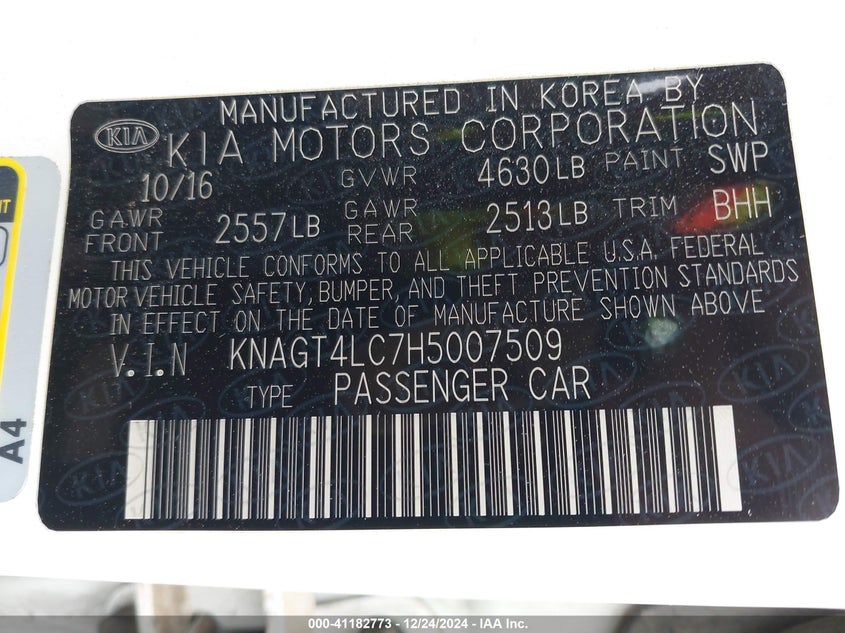 MANUFACTURED IN KOREA BY
KIA KIA MOTORS CORPORATION
10/16 GVWR 4630LB PAINT SWP
GAWR FRONT 2557LB GAWR REAR 2513LB TRIM BHH
THIS VEHICLE CONFORMS TO ALL APPLICABLE U.S.A. FEDERAL
MOTOR VEHICLE SAFETY, BUMPER, AND THEFT PREVENTION STANDARDS
IN EFFECT ON THE DATE OF MANUFACTURE SHOWN ABOVE
V.I.N KNAGT4LC7H5007509
TYPE PASSENGER CAR
A4
000-41182773 - 12/24/2024 - IAA Inc.